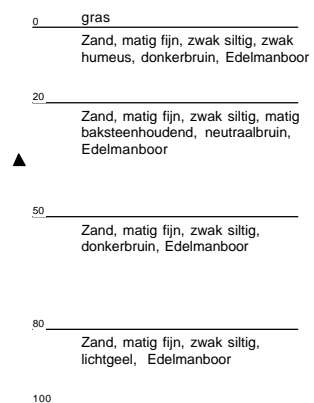 0 gras
Zand, matig fijn, zwak siltig, zwak
humeus, donkerbruin, Edelmanboor
20
Zand, matig fijn, zwak siltig, matig
baksteenhoudend, neutraalbruin,
Edelmanboor
50
Zand, matig fijn, zwak siltig,
donkerbruin, Edelmanboor
80
Zand, matig fijn, zwak siltig,
lichtgeel, Edelmanboor
100